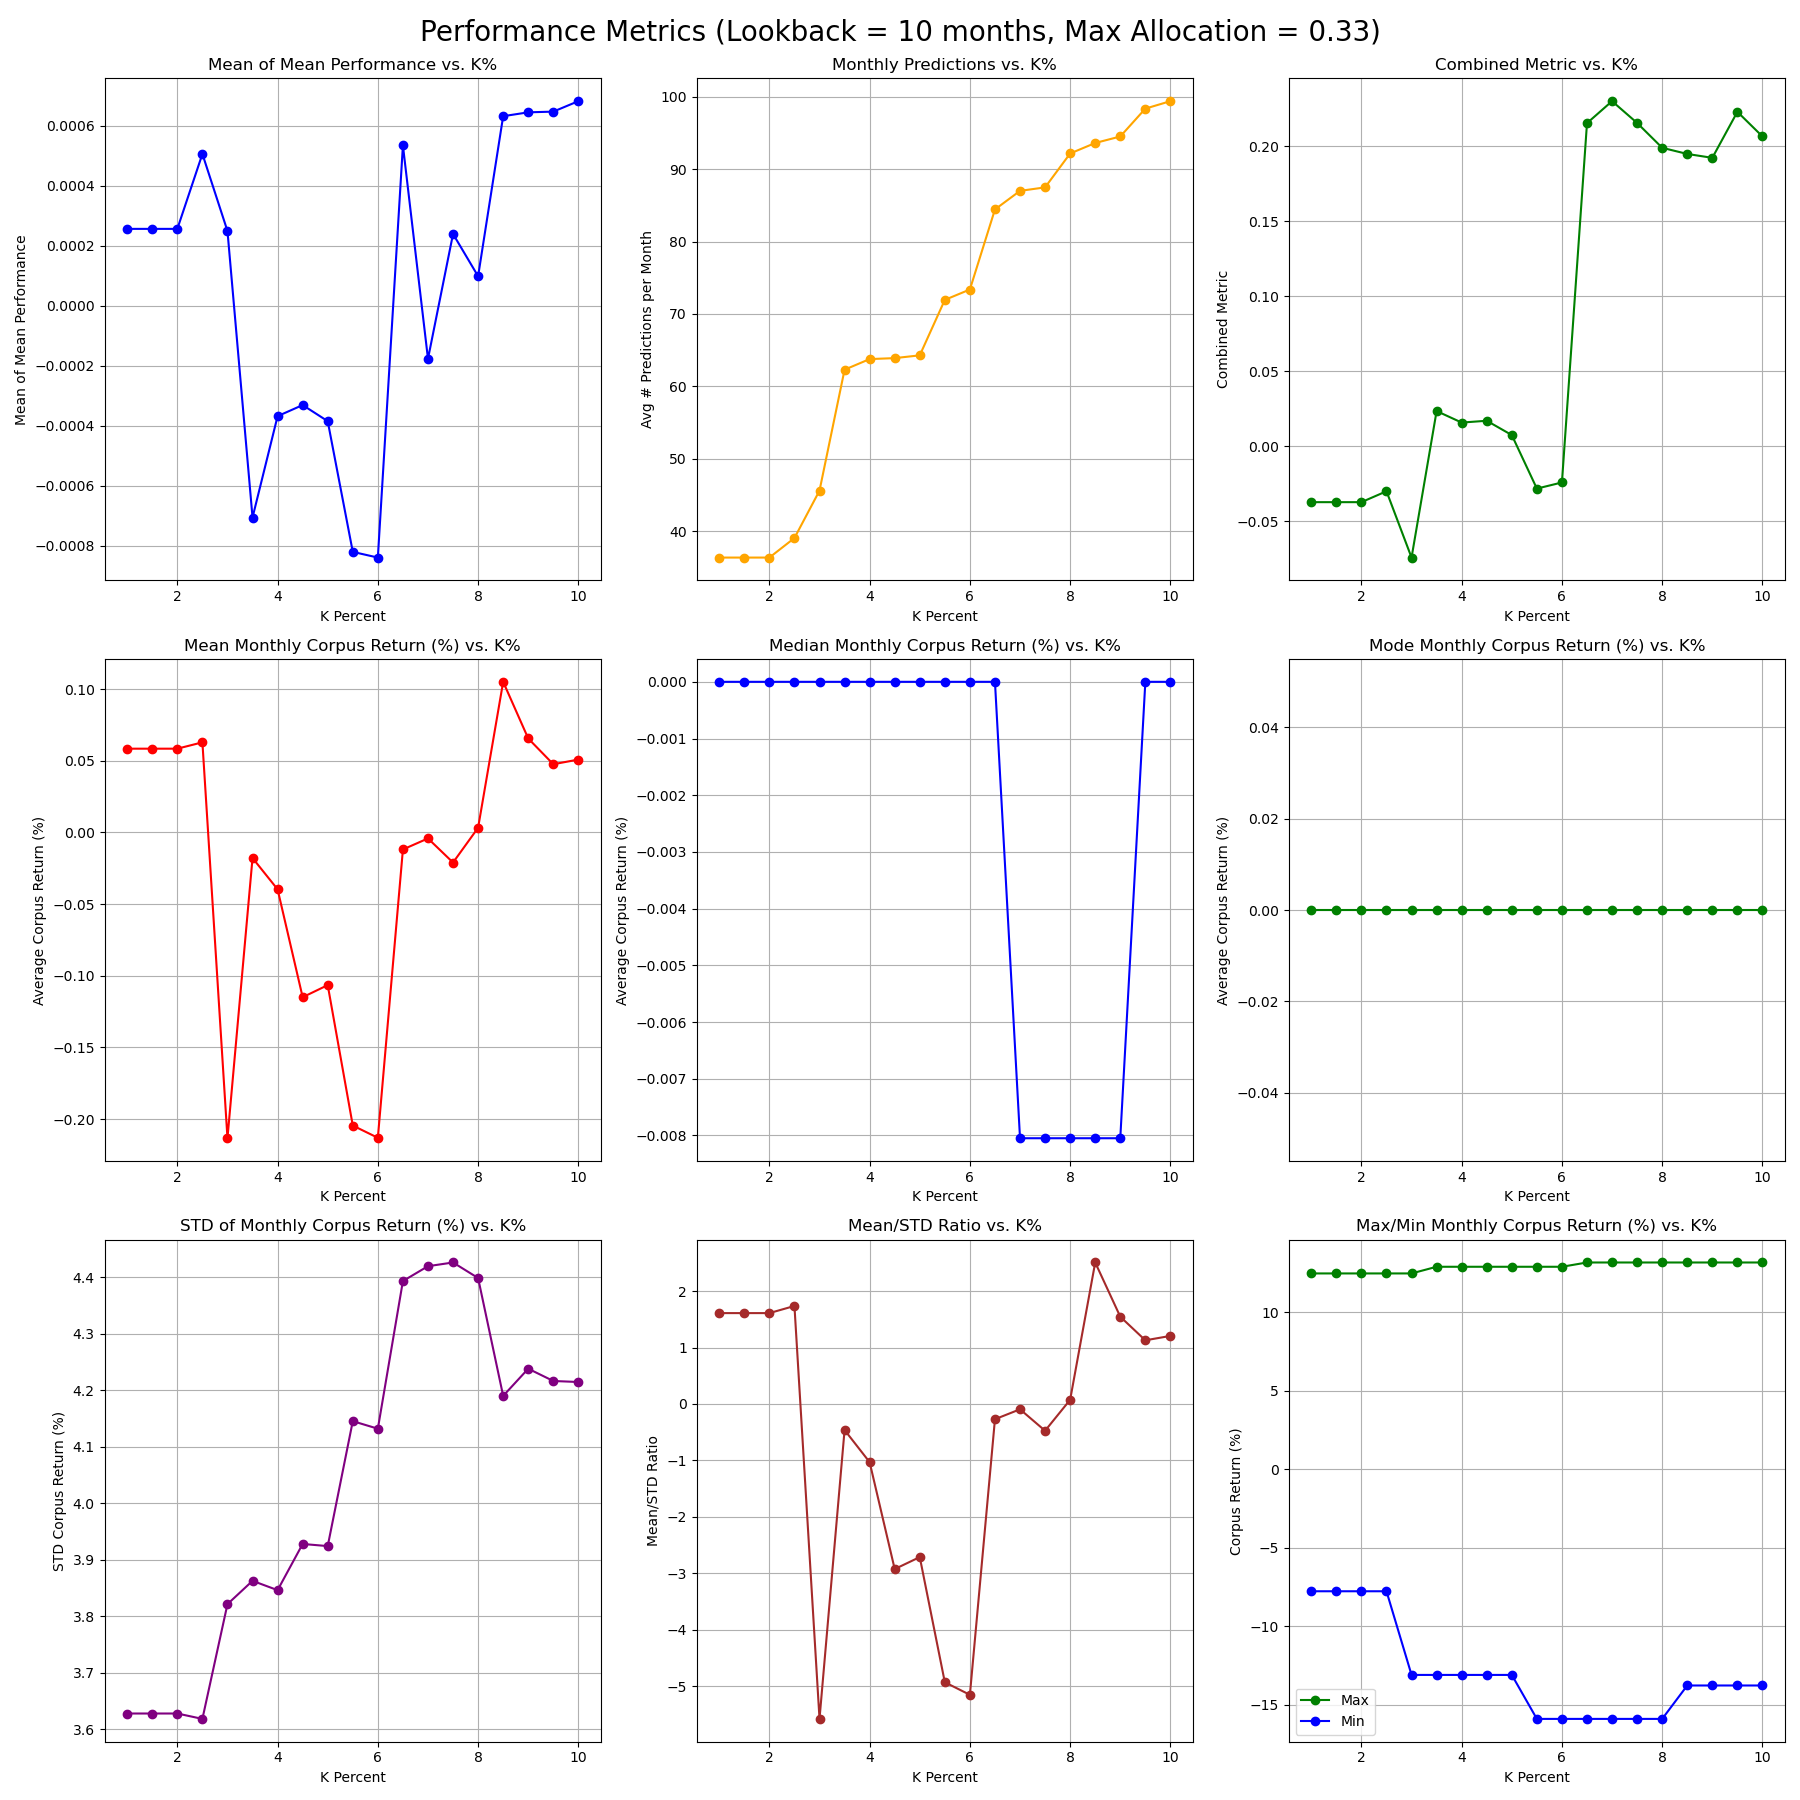 Performance Metrics (Lookback = 10 months, Max Allocation = 0.33)
Mean of Mean Performance vs. K%
Mean of Mean Performance
0.0006
0.0004
0.0002
0.0000
−0.0002
−0.0004
−0.0006
−0.0008
2 4 6 8 10
K Percent
Monthly Predictions vs. K%
Avg # Predictions per Month
100
90
80
70
60
50
40
2 4 6 8 10
K Percent
Combined Metric vs. K%
Combined Metric
0.20
0.15
0.10
0.05
0.00
−0.05
2 4 6 8 10
K Percent
Mean Monthly Corpus Return (%) vs. K%
Average Corpus Return (%)
0.10
0.05
0.00
−0.05
−0.10
−0.15
−0.20
2 4 6 8 10
K Percent
Median Monthly Corpus Return (%) vs. K%
Average Corpus Return (%)
0.000
−0.001
−0.002
−0.003
−0.004
−0.005
−0.006
−0.007
−0.008
2 4 6 8 10
K Percent
Mode Monthly Corpus Return (%) vs. K%
Average Corpus Return (%)
0.04
0.02
0.00
−0.02
−0.04
2 4 6 8 10
K Percent
STD of Monthly Corpus Return (%) vs. K%
STD Corpus Return (%)
4.4
4.3
4.2
4.1
4.0
3.9
3.8
3.7
3.6
2 4 6 8 10
K Percent
Mean/STD Ratio vs. K%
Mean/STD Ratio
2
1
0
−1
−2
−3
−4
−5
2 4 6 8 10
K Percent
Max/Min Monthly Corpus Return (%) vs. K%
Corpus Return (%)
10
5
0
−5
−10
−15
Max
Min
2 4 6 8 10
K Percent